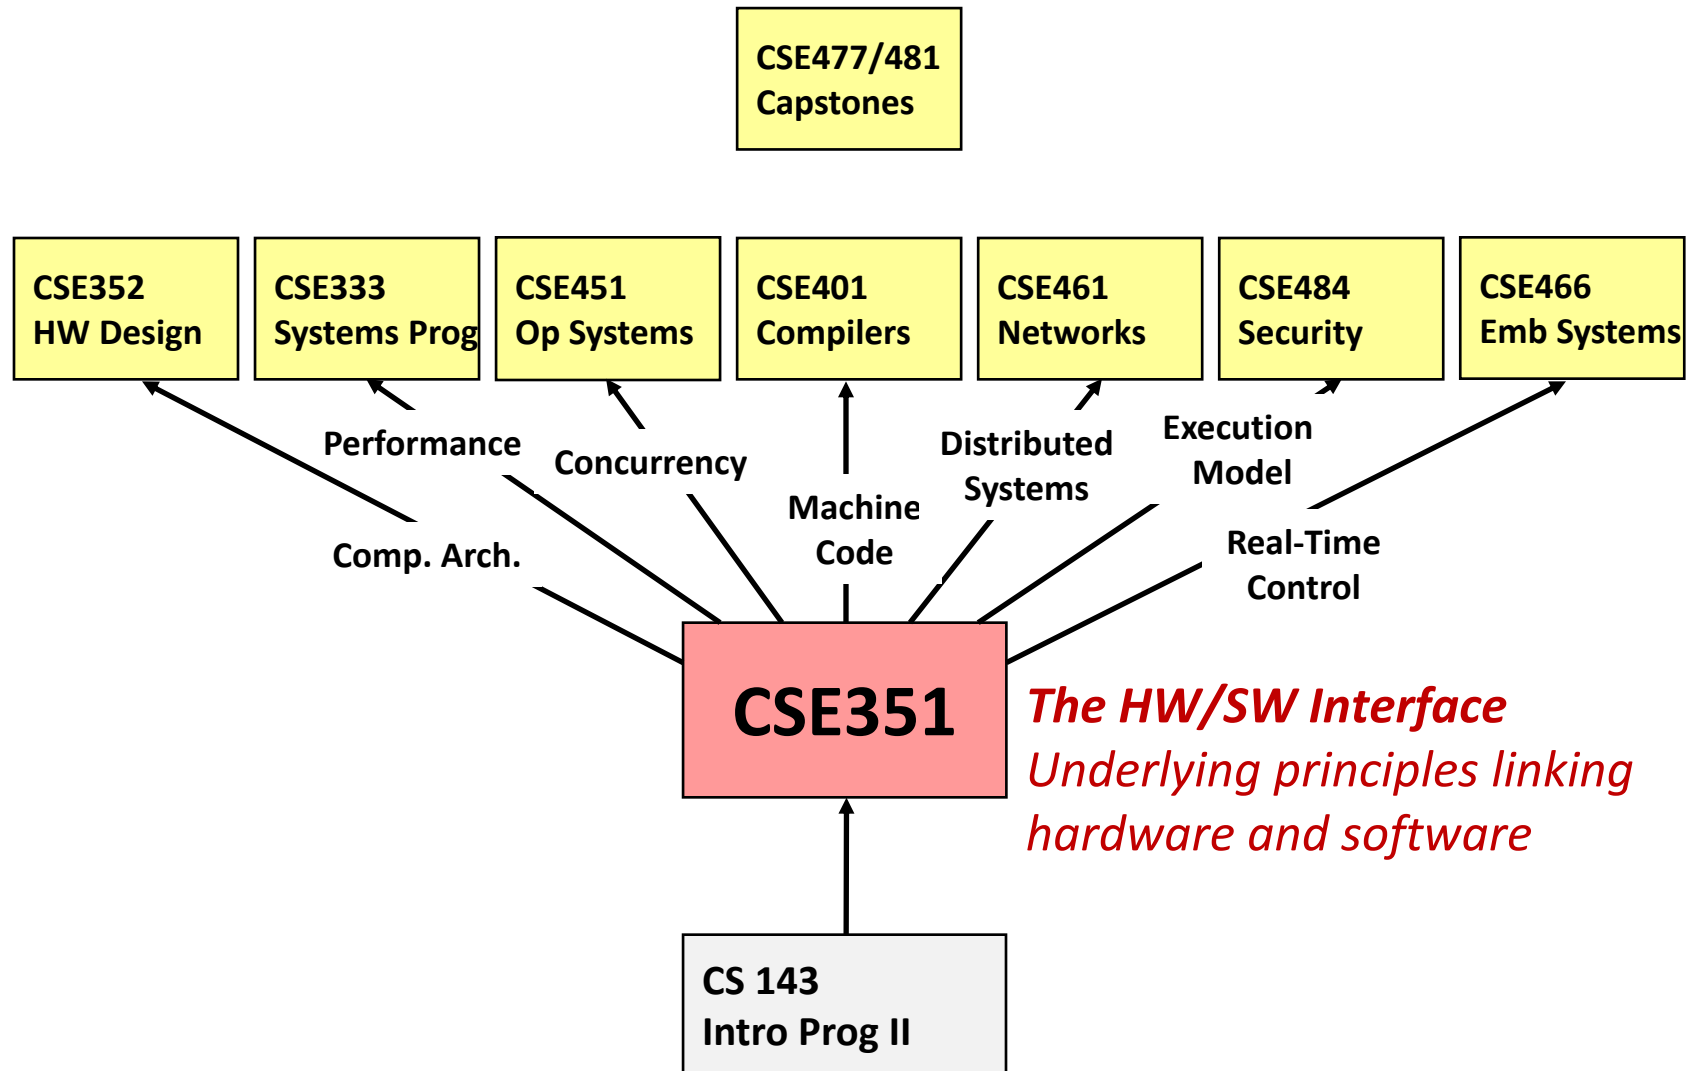 CSE477/481
Capstones
CSE352
HW Design
CSE333
Systems Prog
CSE451
Op Systems
CSE401
Compilers
CSE461
Networks
CSE484
Security
CSE466
Emb Systems
Performance
Concurrency
Machine
Code
Distributed
Systems
Execution
Model
Comp. Arch.
Real-Time
Control
CSE351
The HW/SW Interface
Underlying principles linking
hardware and software
CS 143
Intro Prog II